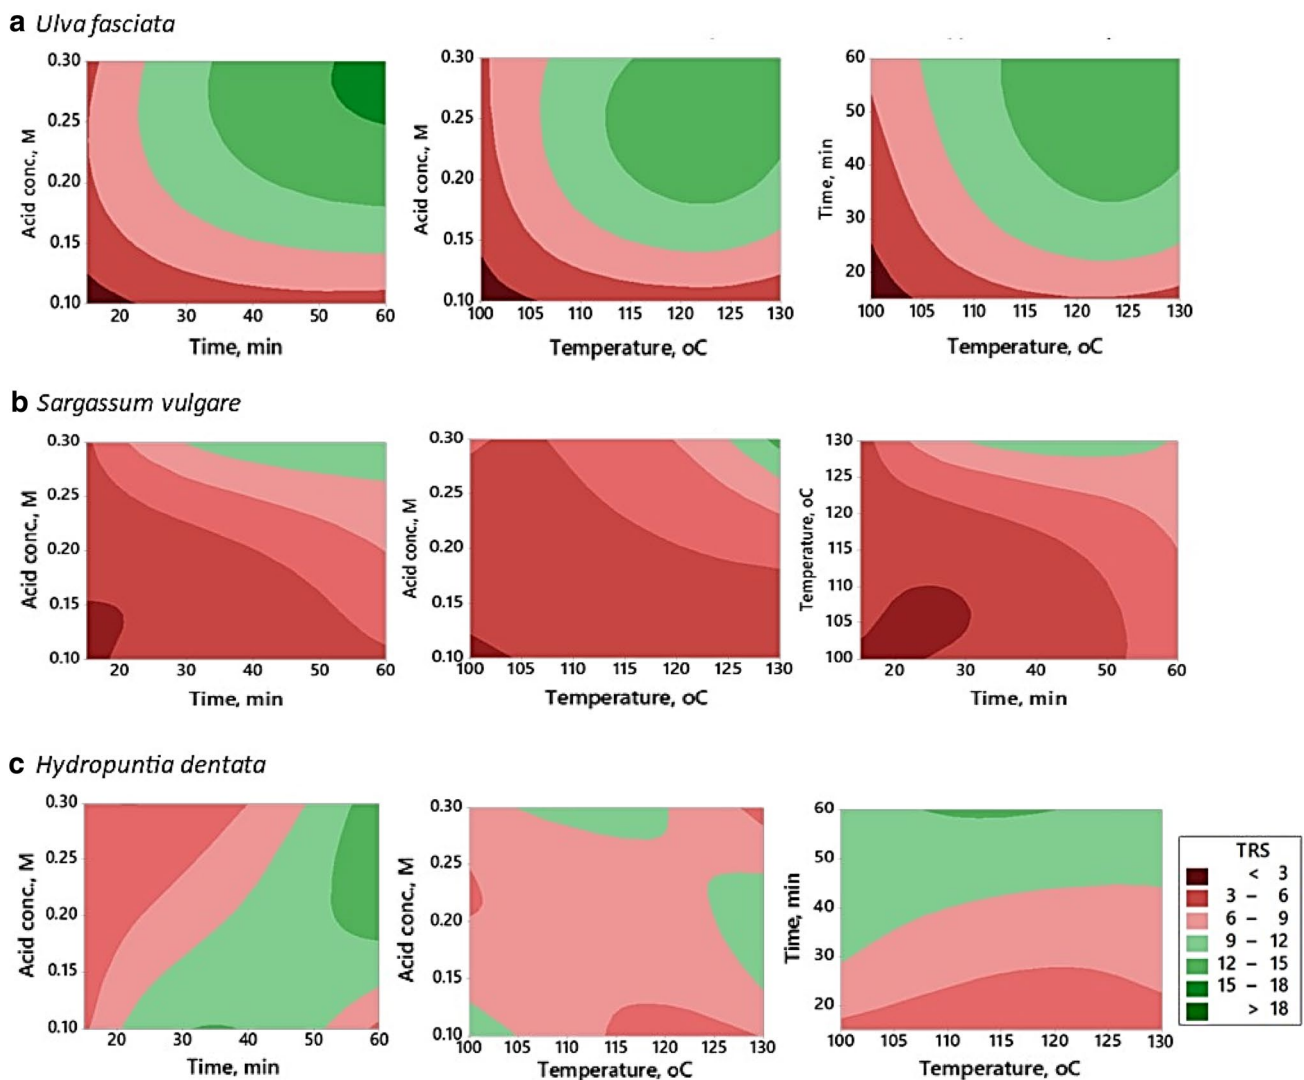 a Ulva fasciata
0.30
0.25
0.20
0.15
0.10
Acid conc., M
20 30 40 50 60
Time, min
0.30
0.25
0.20
0.15
0.10
Acid conc., M
100 105 110 115 120 125 130
Temperature, oC
60
50
40
30
20
Time, min
100 105 110 115 120 125 130
Temperature, oC
b Sargassum vulgare
0.30
0.25
0.20
0.15
0.10
Acid conc., M
20 30 40 50 60
Time, min
0.30
0.25
0.20
0.15
0.10
Acid conc., M
100 105 110 115 120 125 130
Temperature, oC
130
125
120
115
110
105
100
Temperature, oC
20 30 40 50 60
Time, min
c Hydropuntia dentata
0.30
0.25
0.20
0.15
0.10
Acid conc., M
20 30 40 50 60
Time, min
0.30
0.25
0.20
0.15
0.10
Acid conc., M
100 105 110 115 120 125 130
Temperature, oC
60
50
40
30
20
Time, min
100 105 110 115 120 125 130
Temperature, oC
TRS
< 3
3 – 6
6 – 9
9 – 12
12 – 15
15 – 18
> 18